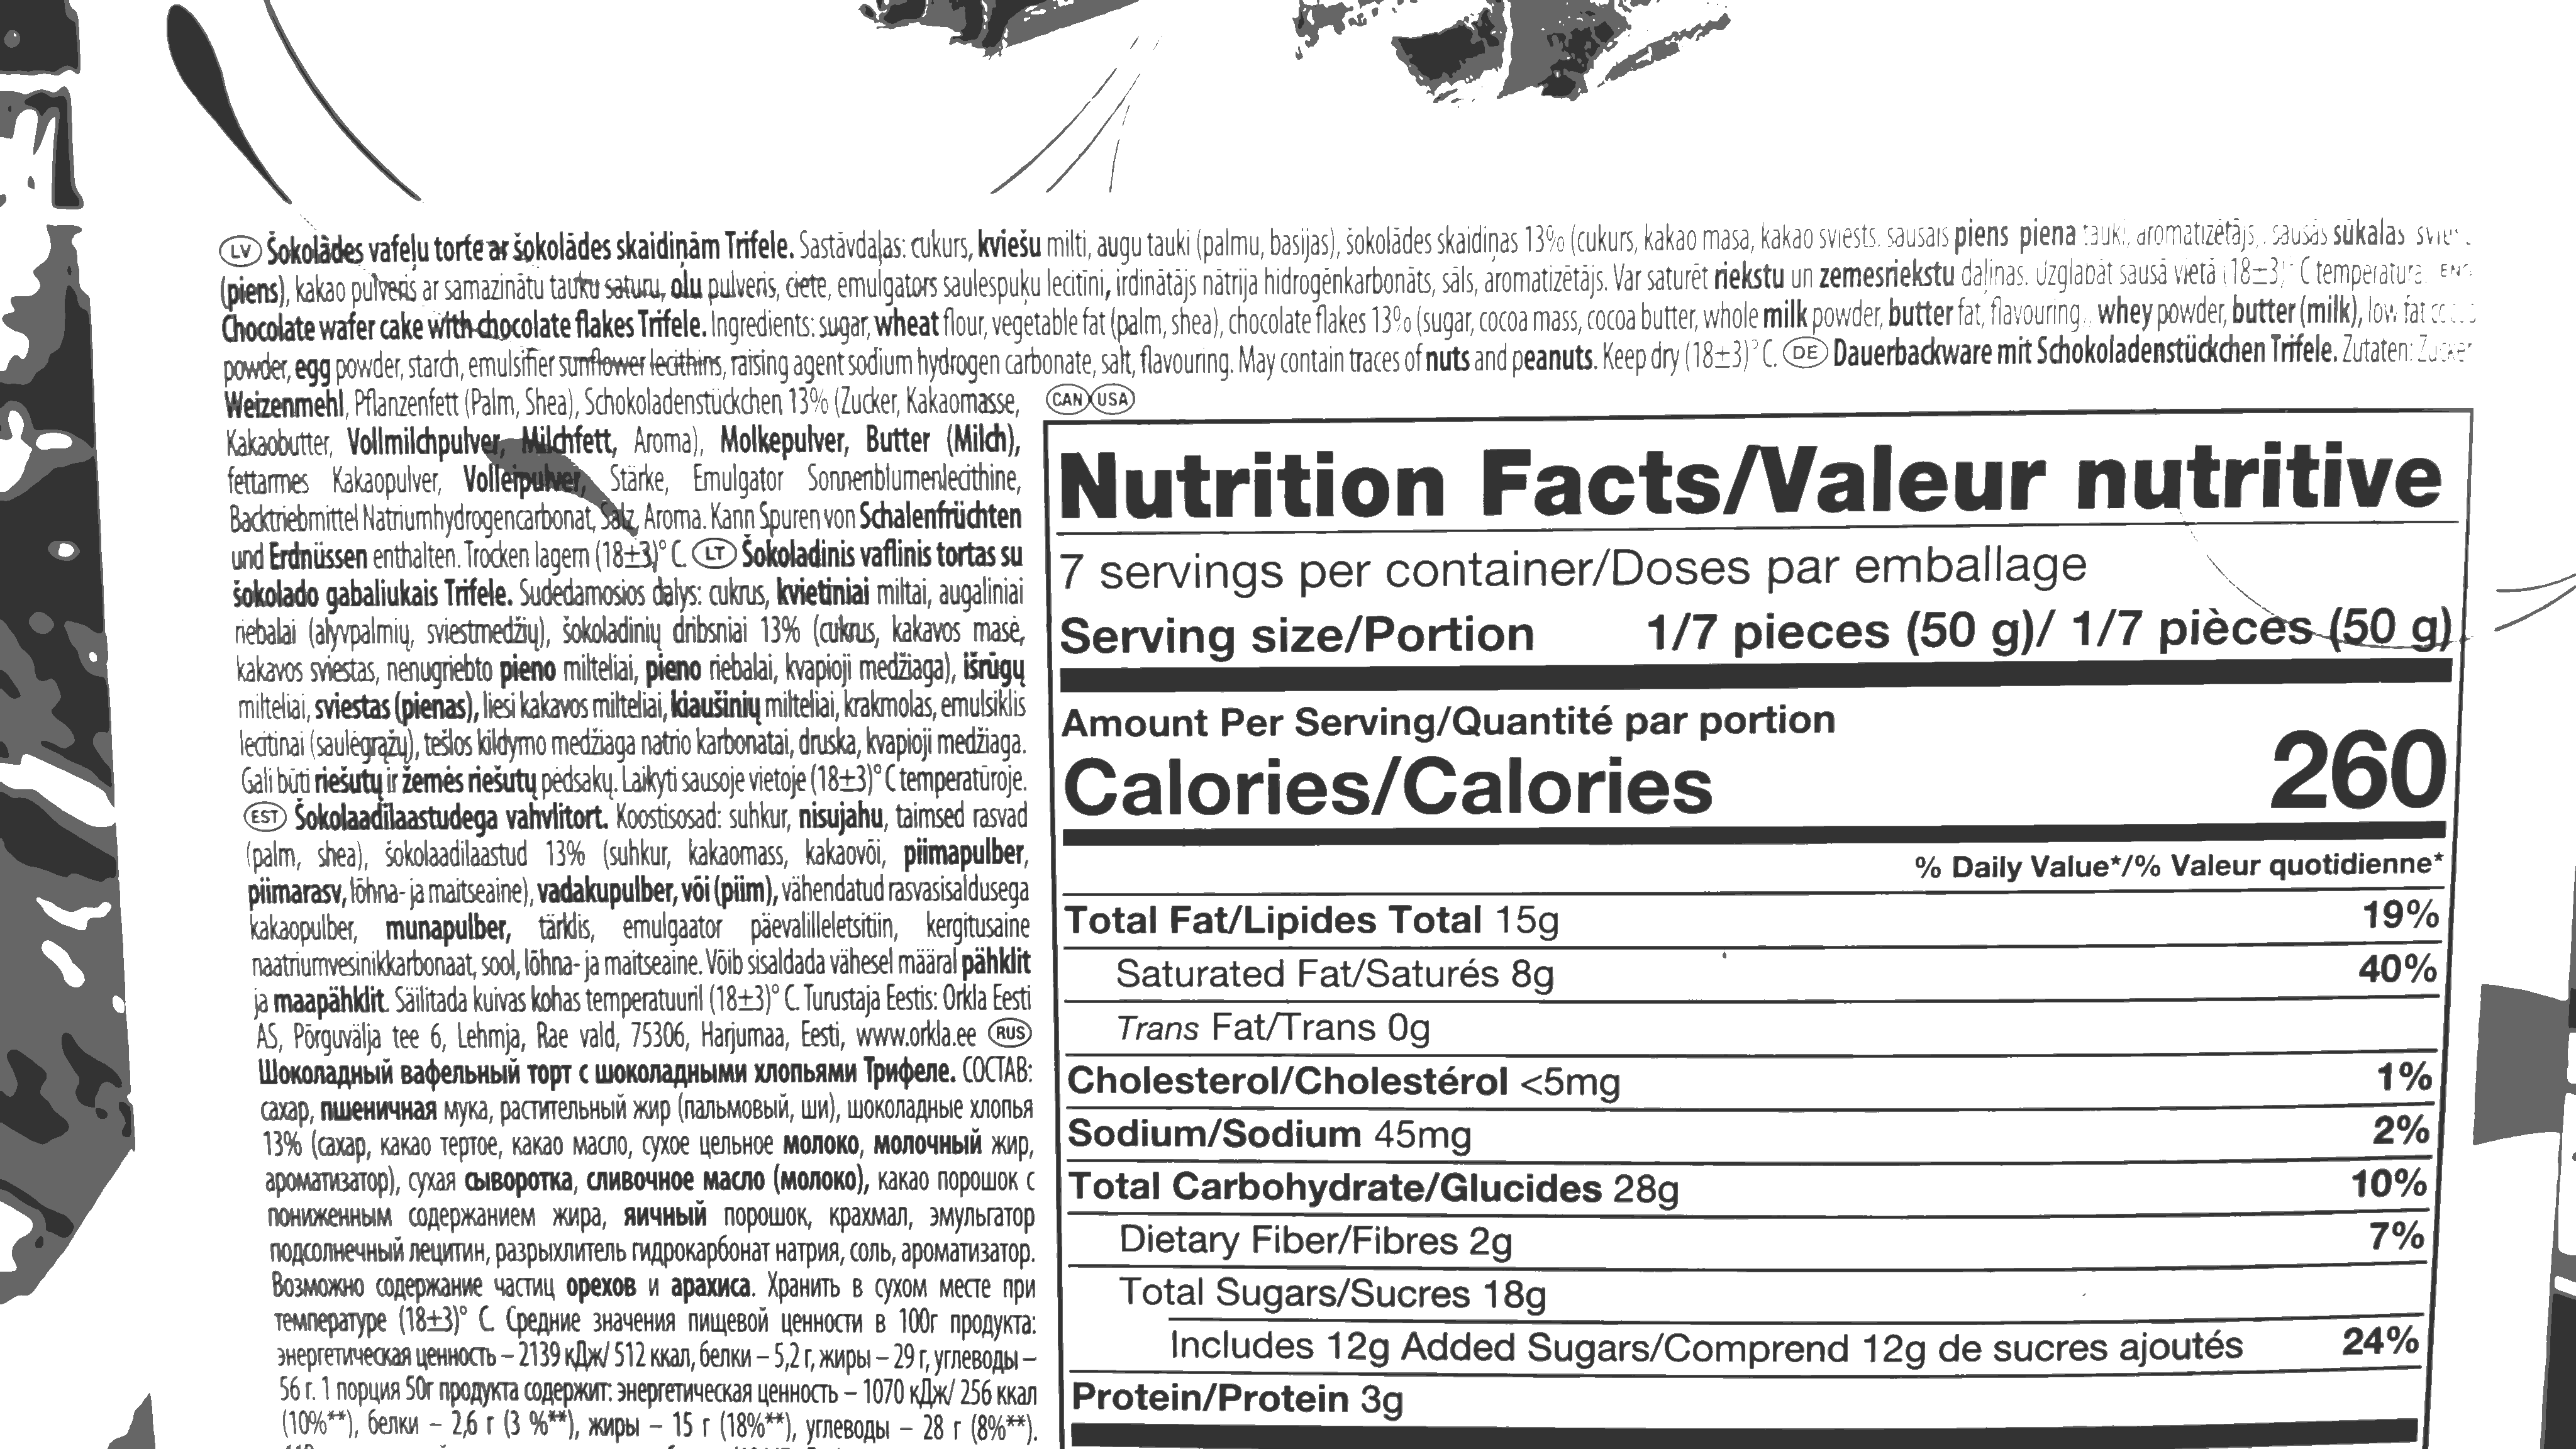 LV Šokolādes vafeļu torte ar šokolādes skaidiņām Trifele. Sastāvdaļas: cukurs, kviešu milti, augu tauki (palmu, basijas), šokolādes skaidiņas 13% (cukurs, kakao masa, kakao sviests, sausais piens piena tauki, aromatizētājs, sausās sūkalas
(piens), kakao pulveris ar samazinātu tauku saturu, olu pulveris, ciete, emulgators saulespuķu lecitīni, irdinātājs nātrija hidrogēnkarbonāts, sāls, aromatizētājs. Var saturēt riekstu un zemesriekstu daļiņas. Uzglabāt sausā vietā (18±3)° C temperatūrā. ENG
Chocolate wafer cake with chocolate flakes Trifele. Ingredients: sugar, wheat flour, vegetable fat (palm, shea), chocolate flakes 13% (sugar, cocoa mass, cocoa butter, whole milk powder, butter fat, flavouring), whey powder, butter (milk), low fat
powder, egg powder, starch, emulsifier sunflower lecithins, raising agent sodium hydrogen carbonate, salt, flavouring. May contain traces of nuts and peanuts. Keep dry (18±3)° C. DE Dauerbackware mit Schokoladenstückchen Trifele. Zutaten: Zucker
Weizenmehl, Pflanzenfett (Palm, Shea), Schokoladenstückchen 13% (Zucker, Kakaomasse,
Kakaobutter, Vollmilchpulver, Milchfett, Aroma), Molkepulver, Butter (Milch),
fettarmes Kakaopulver, Volleipulver, Stärke, Emulgator Sonnenblumenlecithine,
Backtriebmittel Natriumhydrogencarbonat, Salz, Aroma. Kann Spuren von Schalenfrüchten
und Erdnüssen enthalten. Trocken lagern (18±3)° C. LT Šokoladinis vaflinis tortas su
šokolado gabaliukais Trifele. Sudedamosios dalys: cukrus, kvietiniai miltai, augaliniai
riebalai (alyvpalmių, sviestmedžių), šokoladinių dribsniai 13% (cukrus, kakavos masė,
kakavos sviestas, nenugriebto pieno milteliai, pieno riebalai, kvapioji medžiaga), išrūgų
milteliai, sviestas (pienas), liesi kakavos milteliai, kiaušinių milteliai, krakmolas, emulsiklis
lecitinai (saulėgrąžų), tešlos kildymo medžiaga natrio karbonatai, druska, kvapioji medžiaga.
Gali būti riešutų ir žemės riešutų pėdsakų. Laikyti sausoje vietoje (18±3)° C temperatūroje.
EST Šokolaadilaastudega vahvlitort. Koostisosad: suhkur, nisujahu, taimsed rasvad
(palm, shea), šokolaadilaastud 13% (suhkur, kakaomass, kakaovõi, piimapulber,
piimarasv, lõhna- ja maitseaine), vadakupulber, või (piim), vähendatud rasvasisaldusega
kakaopulber, munapulber, tärklis, emulgaator päevalilleletsitiin, kergitusaine
naatriumvesinikkarbonaat, sool, lõhna- ja maitseaine. Võib sisaldada vähesel määral pähklit
ja maapähklit. Säilitada kuivas kohas temperatuuril (18±3)° C. Turustaja Eestis: Orkla Eesti
AS, Põrguvälja tee 6, Lehmja, Rae vald, 75306, Harjumaa, Eesti, www.orkla.ee RUS
Шоколадный вафельный торт с шоколадными хлопьями Трифеле. СОСТАВ:
сахар, пшеничная мука, растительный жир (пальмовый, ши), шоколадные хлопья
13% (сахар, какао тертое, какао масло, сухое цельное молоко, молочный жир,
ароматизатор), сухая сыворотка, сливочное масло (молоко), какао порошок с
пониженным содержанием жира, яичный порошок, крахмал, эмульгатор
подсолнечный лецитин, разрыхлитель гидрокарбонат натрия, соль, ароматизатор.
Возможно содержание частиц орехов и арахиса. Хранить в сухом месте при
температуре (18±3)° С. Средние значения пищевой ценности в 100г продукта:
энергетическая ценность – 2139 кДж/ 512 ккал, белки – 5,2 г, жиры – 29 г, углеводы –
56 г. 1 порция 50г продукта содержит: энергетическая ценность – 1070 кДж/ 256 ккал
(10%**), белки – 2,6 г (3 %**), жиры – 15 г (18%**), углеводы – 28 г (8%**).
CAN USA
Nutrition Facts/Valeur nutritive
7 servings per container/Doses par emballage
Serving size/Portion 1/7 pieces (50 g)/ 1/7 pièces (50 g)
Amount Per Serving/Quantité par portion
Calories/Calories 260
% Daily Value*/% Valeur quotidienne*
Total Fat/Lipides Total 15g 19%
Saturated Fat/Saturés 8g 40%
Trans Fat/Trans 0g
Cholesterol/Cholestérol <5mg 1%
Sodium/Sodium 45mg 2%
Total Carbohydrate/Glucides 28g 10%
Dietary Fiber/Fibres 2g 7%
Total Sugars/Sucres 18g
Includes 12g Added Sugars/Comprend 12g de sucres ajoutés 24%
Protein/Protein 3g